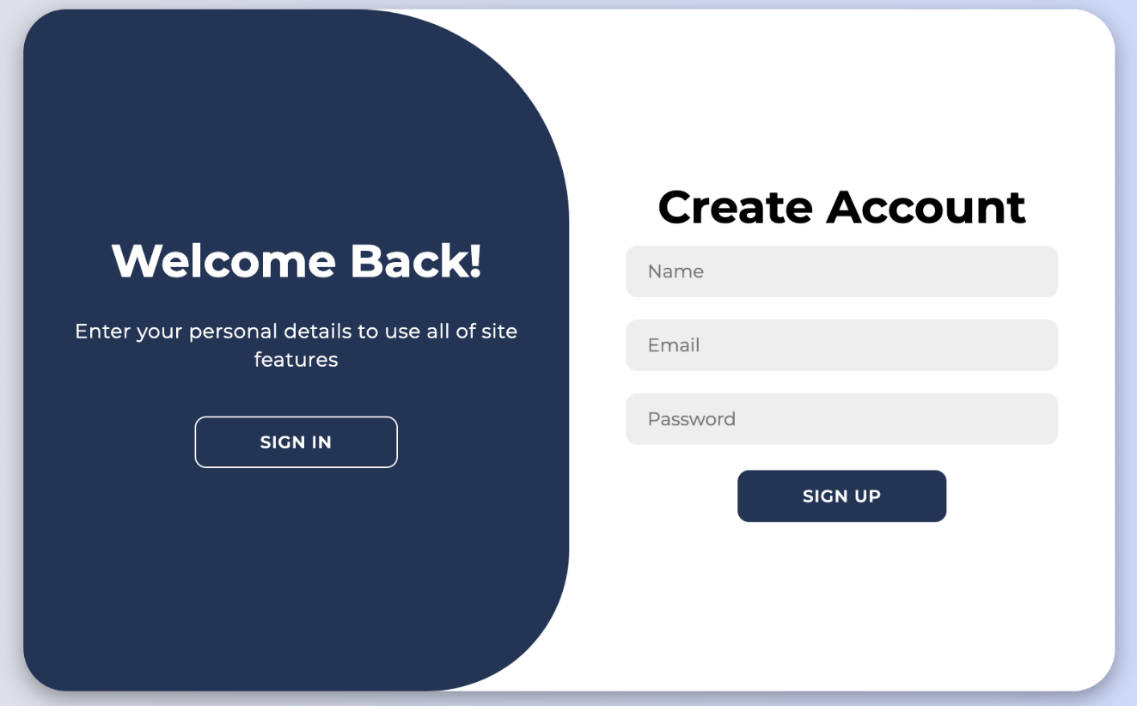 Welcome Back!
Enter your personal details to use all of site
features
SIGN IN
Create Account
Name
Email
Password
SIGN UP